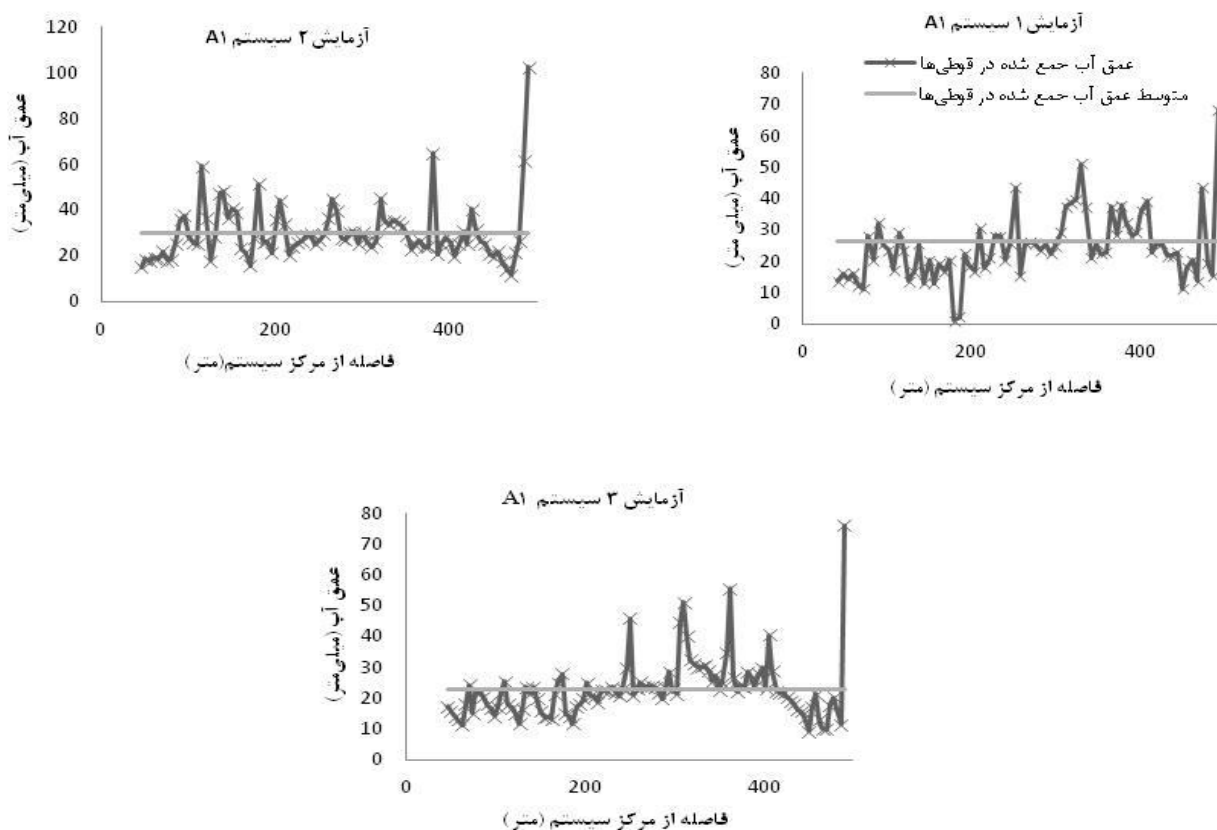 آزمایش ۱ سیستم A۱
عمق آب جمع شده در قوطی‌ها
متوسط عمق آب جمع شده در قوطی‌ها
عمق آب (میلی متر)
80
70
60
50
40
30
20
10
0
0 200 400
فاصله از مرکز سیستم (متر)
آزمایش ۲ سیستم A۱
عمق آب (میلی‌متر)
120
100
80
60
40
20
0
0 200 400
فاصله از مرکز سیستم(متر)
آزمایش ۳ سیستم A۱
عمق آب (میلی‌متر)
80
70
60
50
40
30
20
10
0
0 200 400
فاصله از مرکز سیستم (متر)